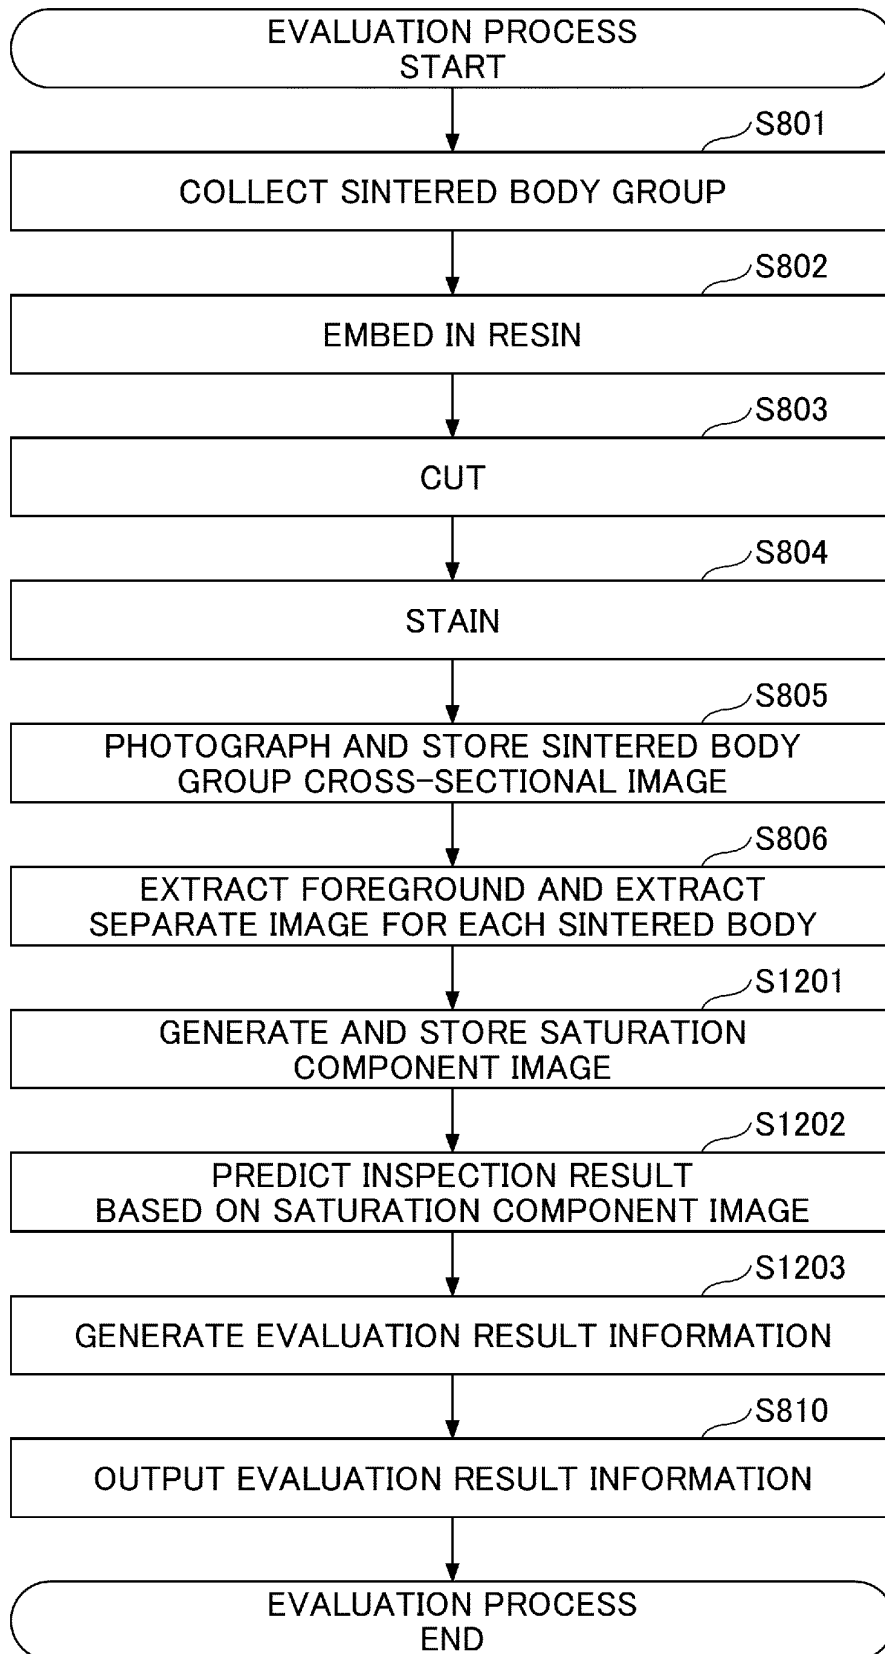 EVALUATION PROCESS
START
S801
COLLECT SINTERED BODY GROUP
S802
EMBED IN RESIN
S803
CUT
S804
STAIN
S805
PHOTOGRAPH AND STORE SINTERED BODY
GROUP CROSS-SECTIONAL IMAGE
S806
EXTRACT FOREGROUND AND EXTRACT
SEPARATE IMAGE FOR EACH SINTERED BODY
S1201
GENERATE AND STORE SATURATION
COMPONENT IMAGE
S1202
PREDICT INSPECTION RESULT
BASED ON SATURATION COMPONENT IMAGE
S1203
GENERATE EVALUATION RESULT INFORMATION
S810
OUTPUT EVALUATION RESULT INFORMATION
EVALUATION PROCESS
END